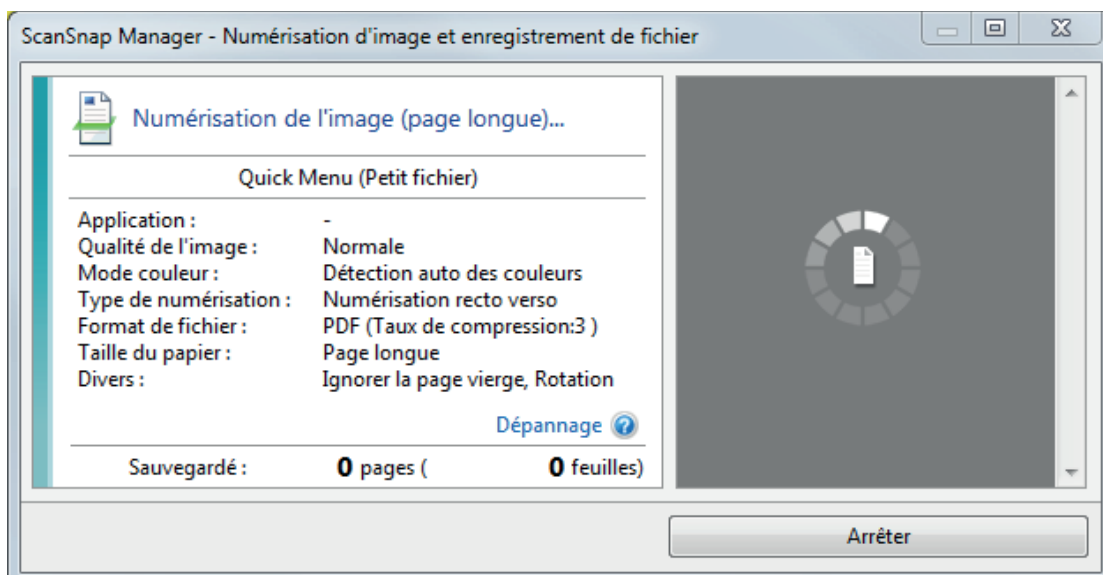 ScanSnap Manager - Numérisation d'image et enregistrement de fichier
Numérisation de l'image (page longue)...
Quick Menu (Petit fichier)
Application : -
Qualité de l'image : Normale
Mode couleur : Détection auto des couleurs
Type de numérisation : Numérisation recto verso
Format de fichier : PDF (Taux de compression:3 )
Taille du papier : Page longue
Divers : Ignorer la page vierge, Rotation
Dépannage
Sauvegardé : 0 pages ( 0 feuilles)
Arrêter